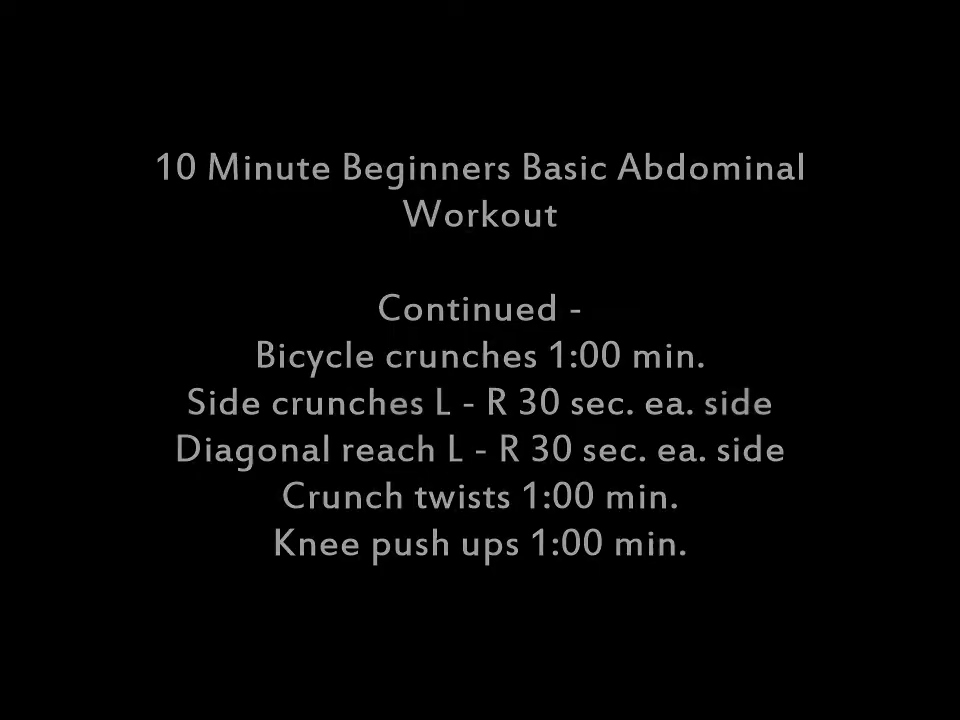 10 Minute Beginners Basic Abdominal
Workout
Continued -
Bicycle crunches 1:00 min.
Side crunches L - R 30 sec. ea. side
Diagonal reach L - R 30 sec. ea. side
Crunch twists 1:00 min.
Knee push ups 1:00 min.